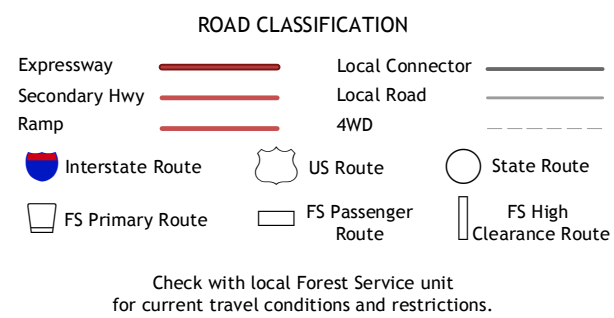 ROAD CLASSIFICATION
Expressway
Local Connector
Secondary Hwy
Local Road
Ramp
4WD
Interstate Route
US Route
State Route
FS Primary Route
FS Passenger
Route
FS High
Clearance Route
Check with local Forest Service unit
for current travel conditions and restrictions.